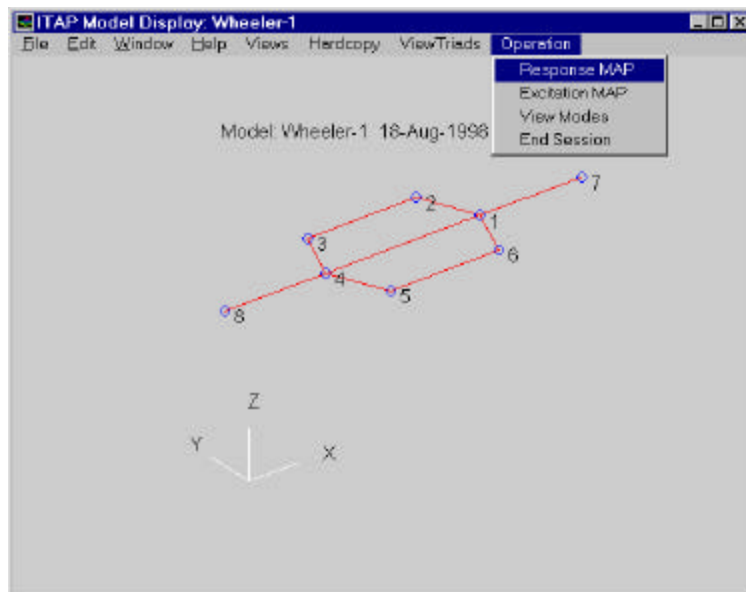 ITAP Model Display: Wheeler-1
File Edit Window Help Views Hardcopy ViewTriads Operation
Response MAP
Excitation MAP
View Modes
End Session
Model: Wheeler-1 18-Aug-1998
7
2
1
3
6
4
5
8
Z
Y
X